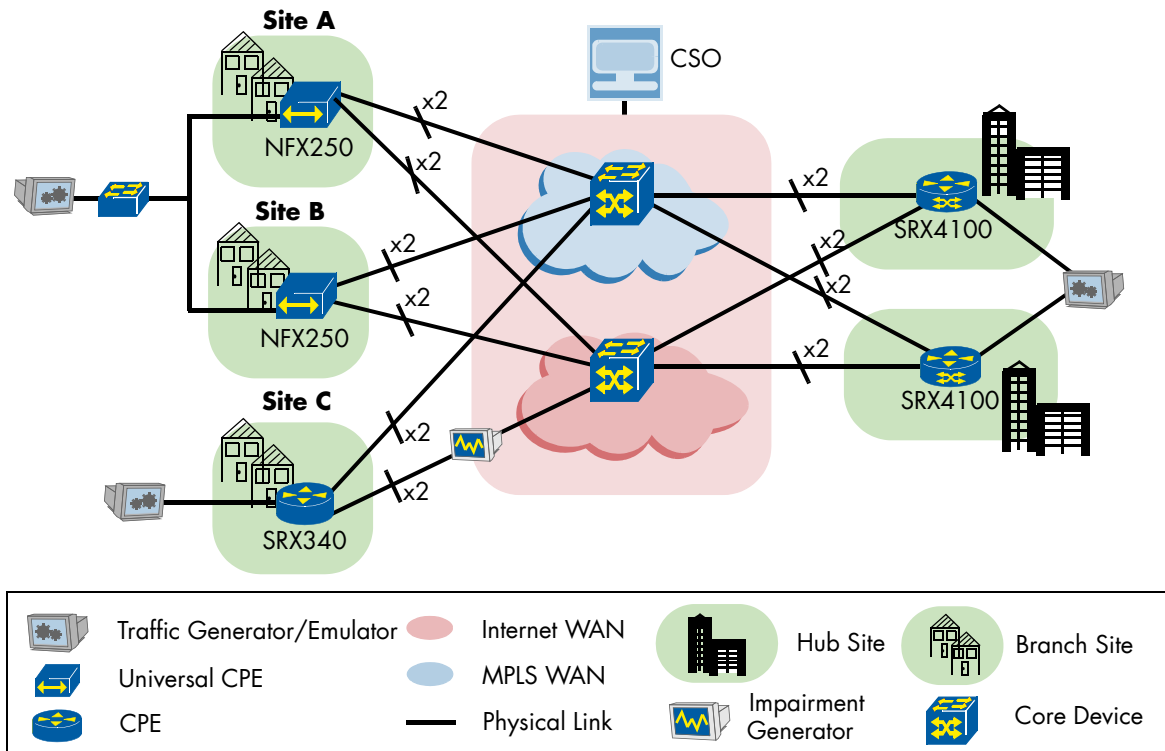 Site A
NFX250
Site B
NFX250
Site C
SRX340
x2
x2
x2
x2
x2
x2
CSO
x2
x2
x2
x2
SRX4100
SRX4100
Traffic Generator/Emulator
Universal CPE
CPE
Internet WAN
MPLS WAN
Physical Link
Hub Site
Impairment
Generator
Branch Site
Core Device